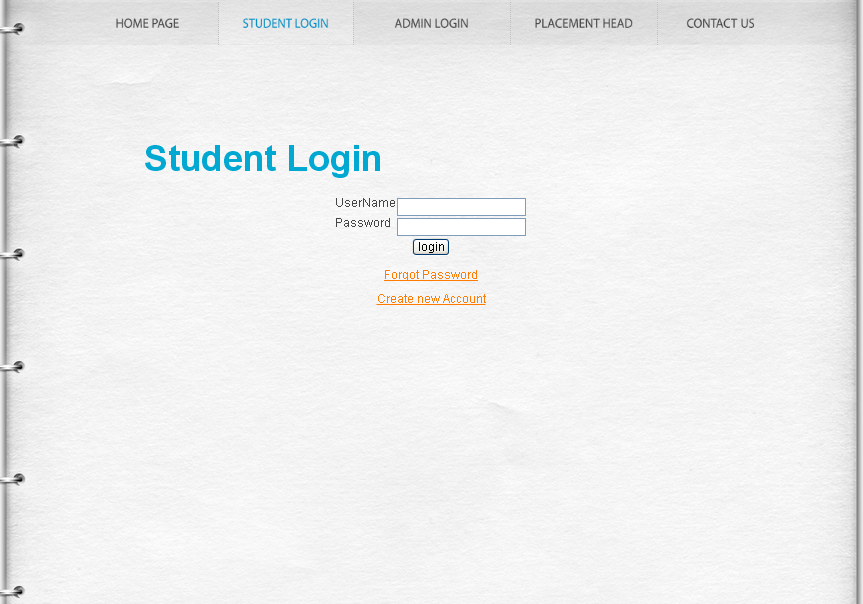 HOME PAGE STUDENT LOGIN ADMIN LOGIN PLACEMENT HEAD CONTACT US
Student Login
UserName
Password
login
Forgot Password
Create new Account